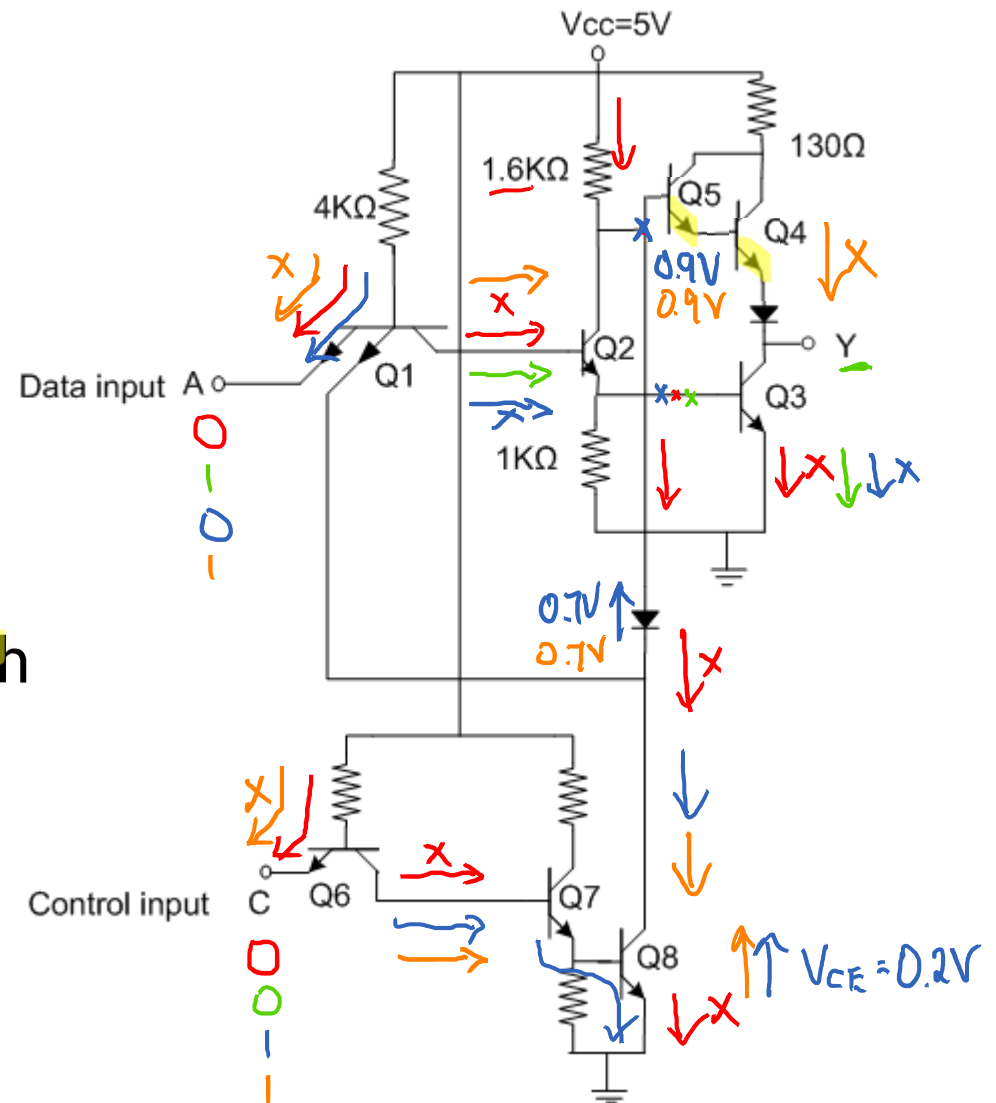 Vcc=5V
130Ω
1.6KΩ
4KΩ
Q5
Q4
x
0.9V
0.9V
x
x
x
Q2
Y
Q1
Data input A
Q3
x x x
x
1KΩ
x x
0
1
0
1
0.7V
0.7V
h
x
x
x
Q6
Q7
Control input C
Q8
VCE = 0.2V
x
0
0
1
1